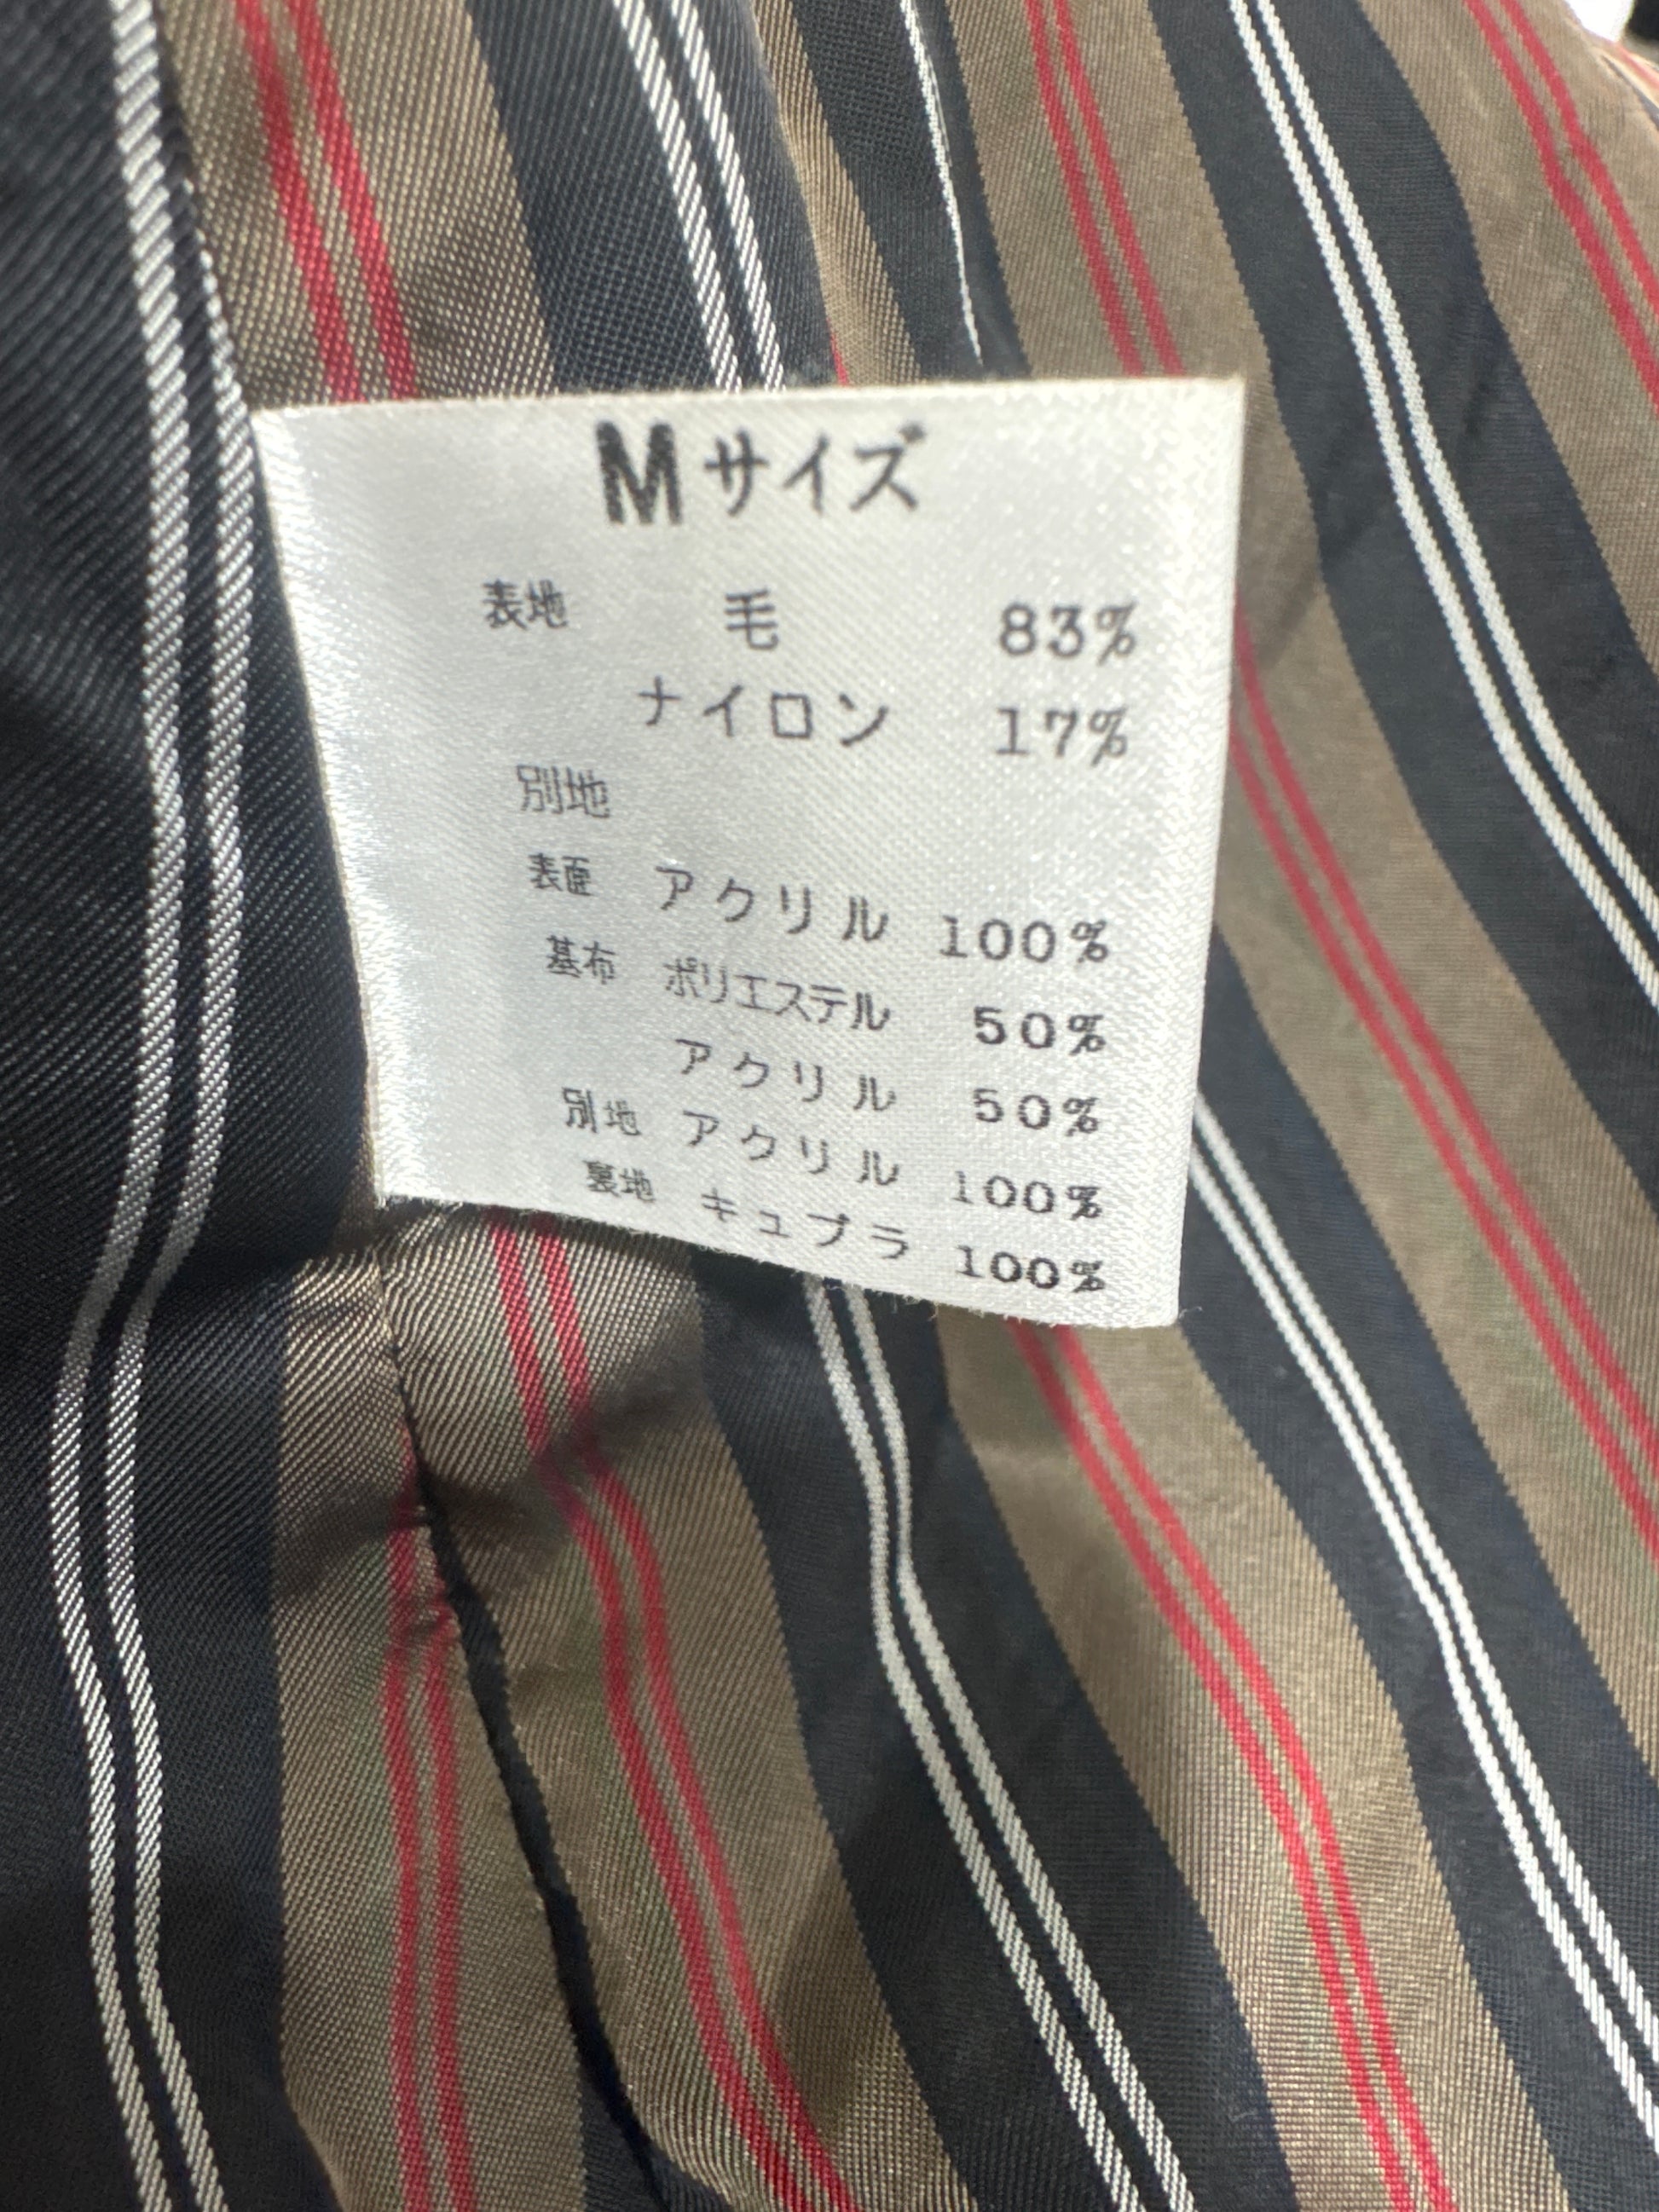 Mサイズ
表地 毛 83%
ナイロン 17%
別地
表面 アクリル 100%
基布 ポリエステル 50%
アクリル 50%
別地 アクリル 100%
裏地 キュプラ 100%